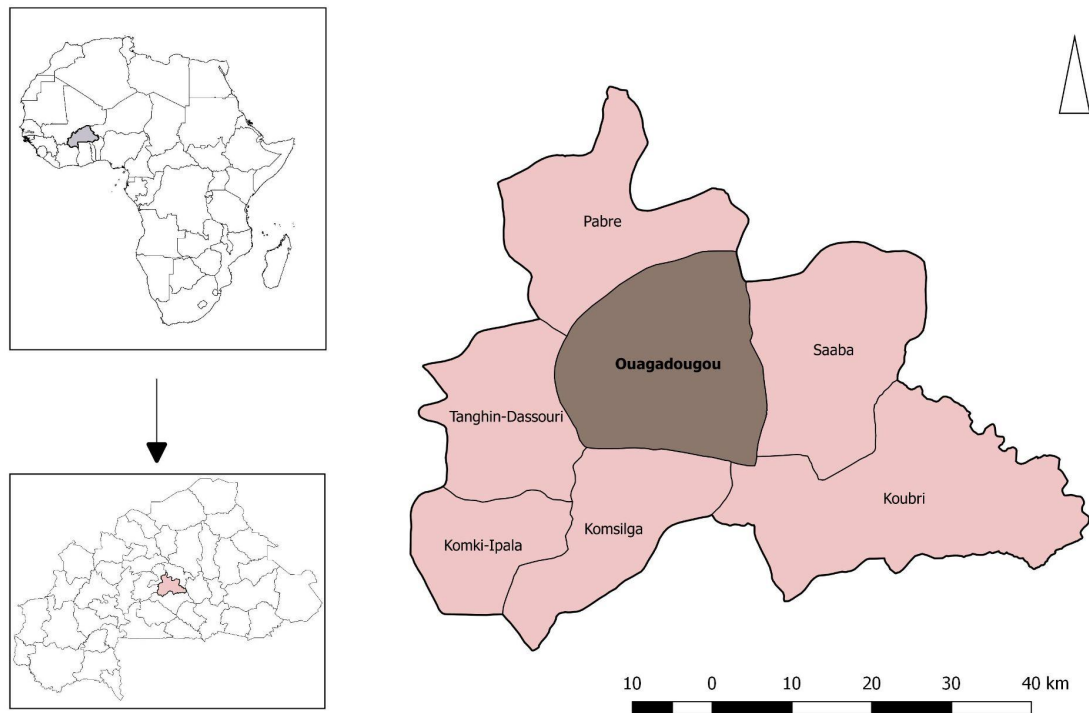 Pabre
Saaba
Ouagadougou
Tanghin-Dassouri
Koubri
Komsilga
Komki-Ipala
10 0 10 20 30 40 km